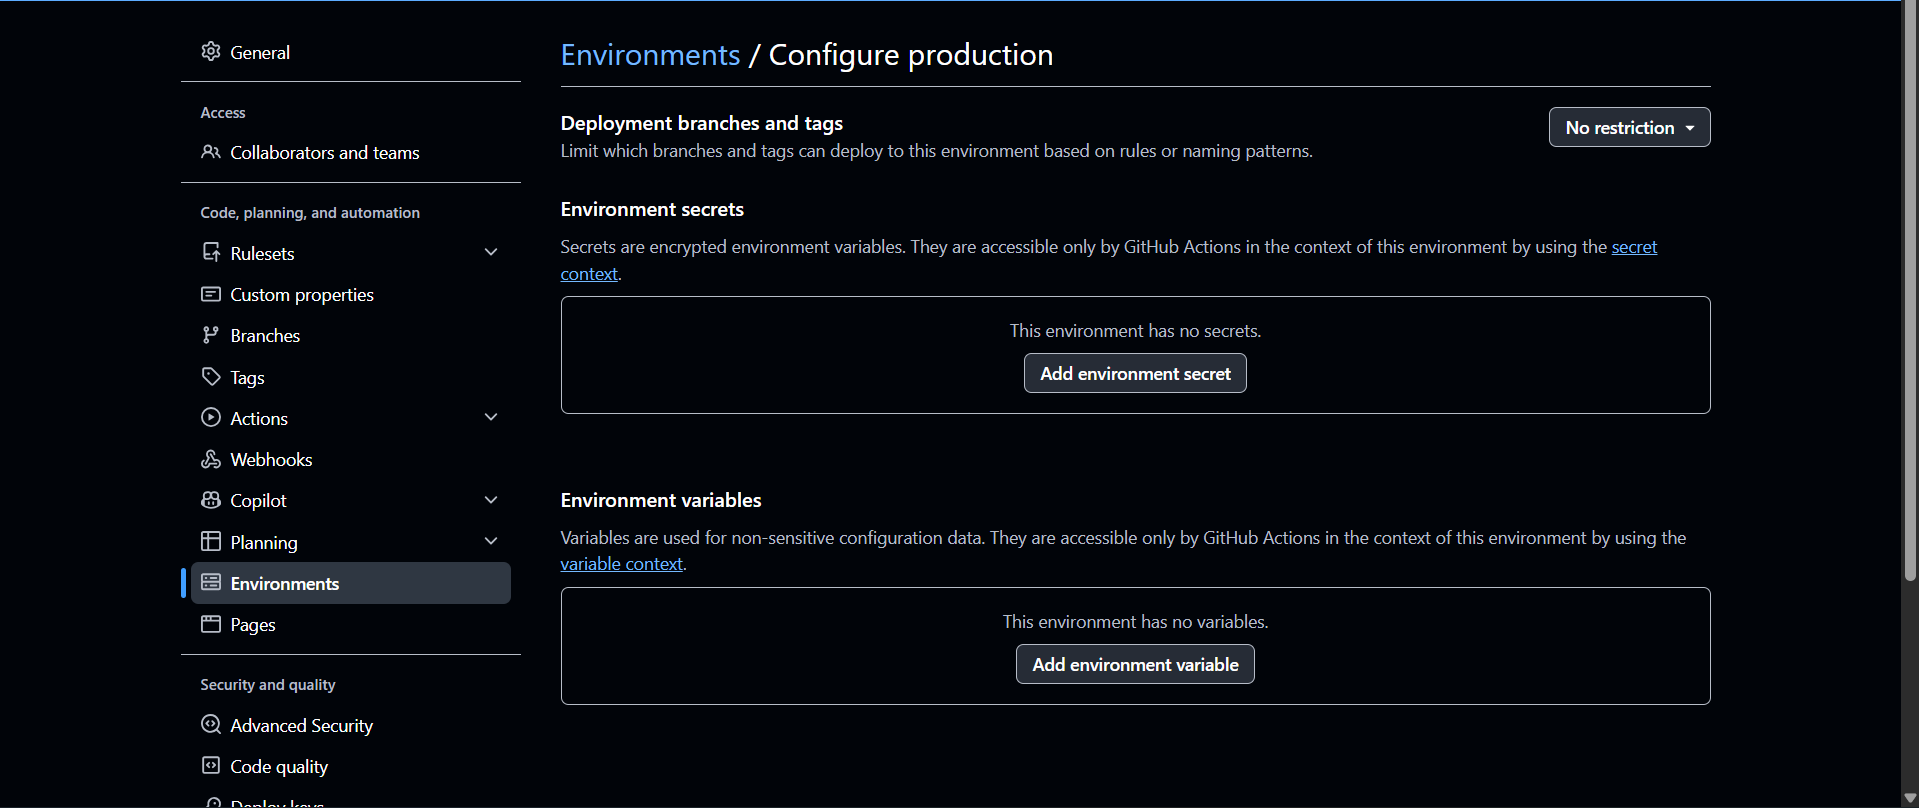 General
Access
Collaborators and teams
Code, planning, and automation
Rulesets
Custom properties
Branches
Tags
Actions
Webhooks
Copilot
Planning
Environments
Pages
Security and quality
Advanced Security
Code quality
Deploy keys
Environments / Configure production
Deployment branches and tags
Limit which branches and tags can deploy to this environment based on rules or naming patterns.
No restriction
Environment secrets
Secrets are encrypted environment variables. They are accessible only by GitHub Actions in the context of this environment by using the secret
context.
This environment has no secrets.
Add environment secret
Environment variables
Variables are used for non-sensitive configuration data. They are accessible only by GitHub Actions in the context of this environment by using the
variable context.
This environment has no variables.
Add environment variable